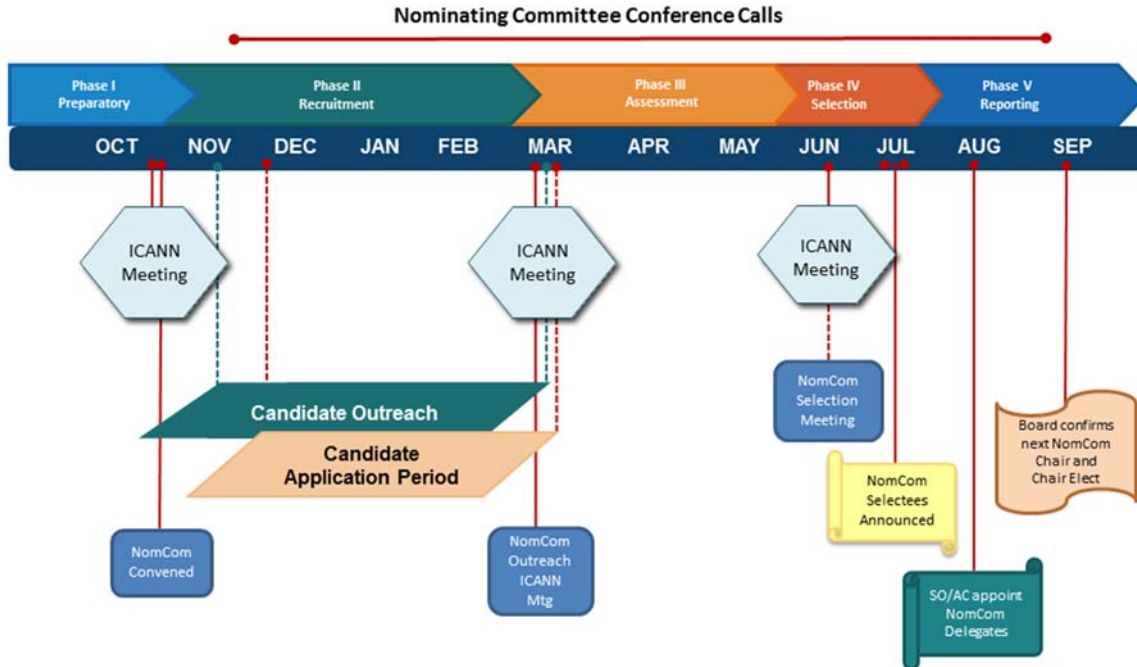 Nominating Committee Conference Calls
Phase I
Preparatory
Phase II
Recruitment
Phase III
Assessment
Phase IV
Selection
Phase V
Reporting
OCT NOV DEC JAN FEB MAR APR MAY JUN JUL AUG SEP
ICANN
Meeting
ICANN
Meeting
ICANN
Meeting
NomCom
Selection
Meeting
Candidate Outreach
Candidate
Application Period
Board confirms
next NomCom
Chair and
Chair Elect
NomCom
Selectees
Announced
NomCom
Convened
NomCom
Outreach
ICANN
Mtg
SO/AC appoint
NomCom
Delegates